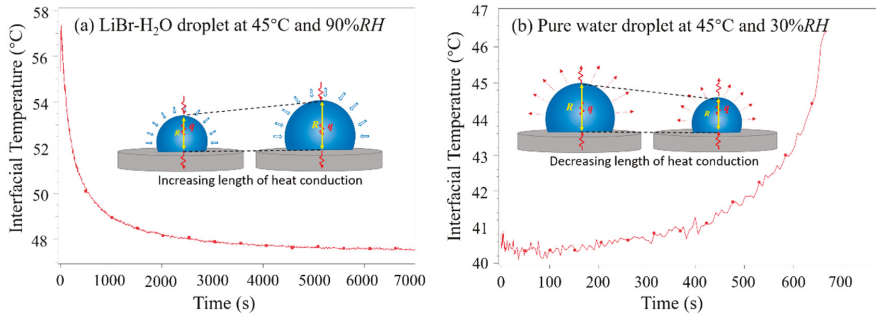 (a) LiBr-H₂O droplet at 45°C and 90%RH
Interfacial Temperature (°C)
58
56
54
52
50
48
R
q
R
q
Increasing length of heat conduction
0
1000
2000
3000
4000
5000
6000
7000
Time (s)
(b) Pure water droplet at 45°C and 30%RH
Interfacial Temperature (°C)
47
46
45
44
43
42
41
40
R
q
R
q
Decreasing length of heat conduction
0
100
200
300
400
500
600
700
Time (s)